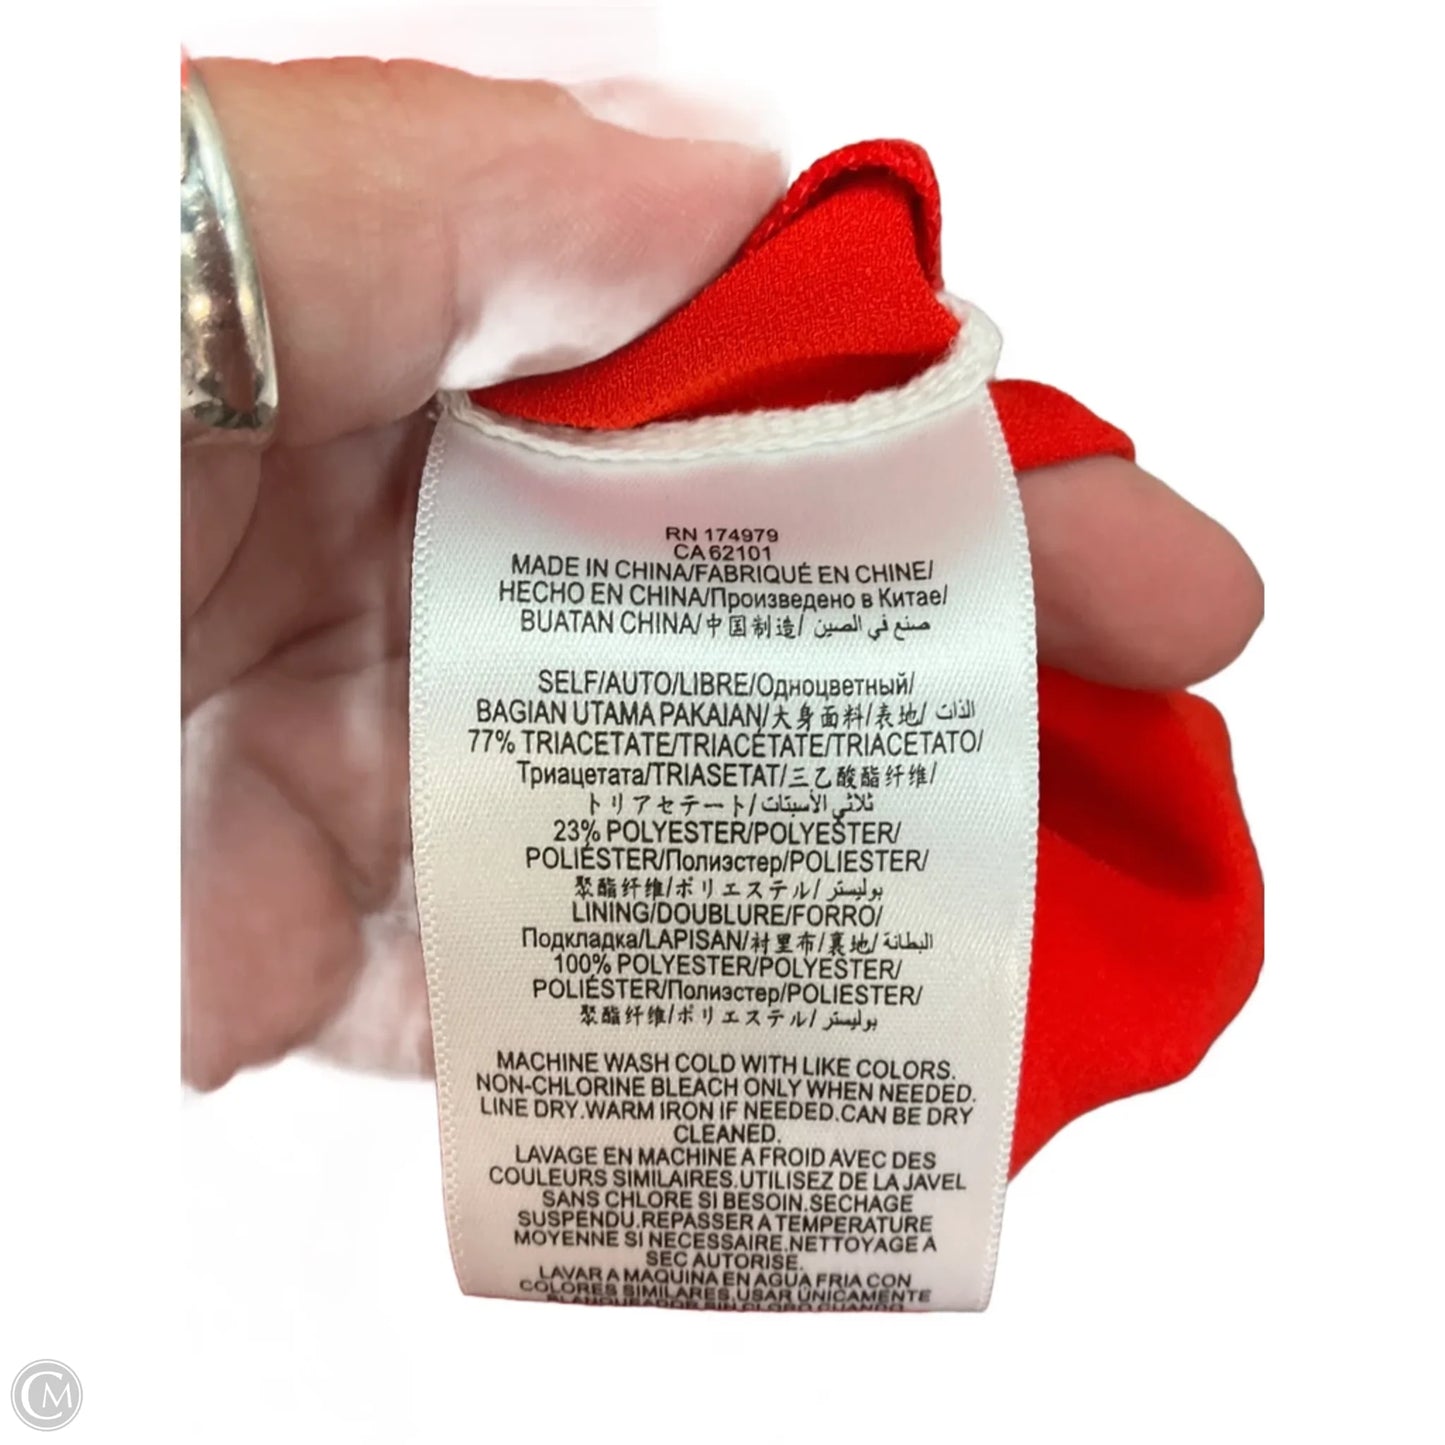 RN 174979
CA 62101
MADE IN CHINA/FABRIQUÉ EN CHINE/
HECHO EN CHINA/Произведено в Китае/
BUATAN CHINA/中国制造/ صنع في الصين
SELF/AUTO/LIBRE/Одноцветный/
BAGIAN UTAMA PAKAIAN/大身面料/表地/ الذات
77% TRIACETATE/TRIACÉTATE/TRIACETATO/
Триацетата/TRIASETAT/三乙酸酯纤维/
トリアセテート/ثلاثي الأسيتات
23% POLYESTER/POLYESTER/
POLIÉSTER/Полиэстер/POLIESTER/
聚酯纤维/ポリエステル/بوليستر
LINING/DOUBLURE/FORRO/
Подкладка/LAPISAN/衬里布/裏地/البطانة
100% POLYESTER/POLYESTER/
POLIÉSTER/Полиэстер/POLIESTER/
聚酯纤维/ポリエステル/بوليستر
MACHINE WASH COLD WITH LIKE COLORS.
NON-CHLORINE BLEACH ONLY WHEN NEEDED.
LINE DRY.WARM IRON IF NEEDED.CAN BE DRY
CLEANED.
LAVAGE EN MACHINE A FROID AVEC DES
COULEURS SIMILAIRES.UTILISEZ DE LA JAVEL
SANS CHLORE SI BESOIN.SECHAGE
SUSPENDU.REPASSER A TEMPERATURE
MOYENNE SI NECESSAIRE.NETTOYAGE A
SEC AUTORISE.
LAVAR A MAQUINA EN AGUA FRIA CON
COLORES SIMILARES.USAR ÚNICAMENTE
BLANQUEADOR SIN CLORO CUANDO
CM